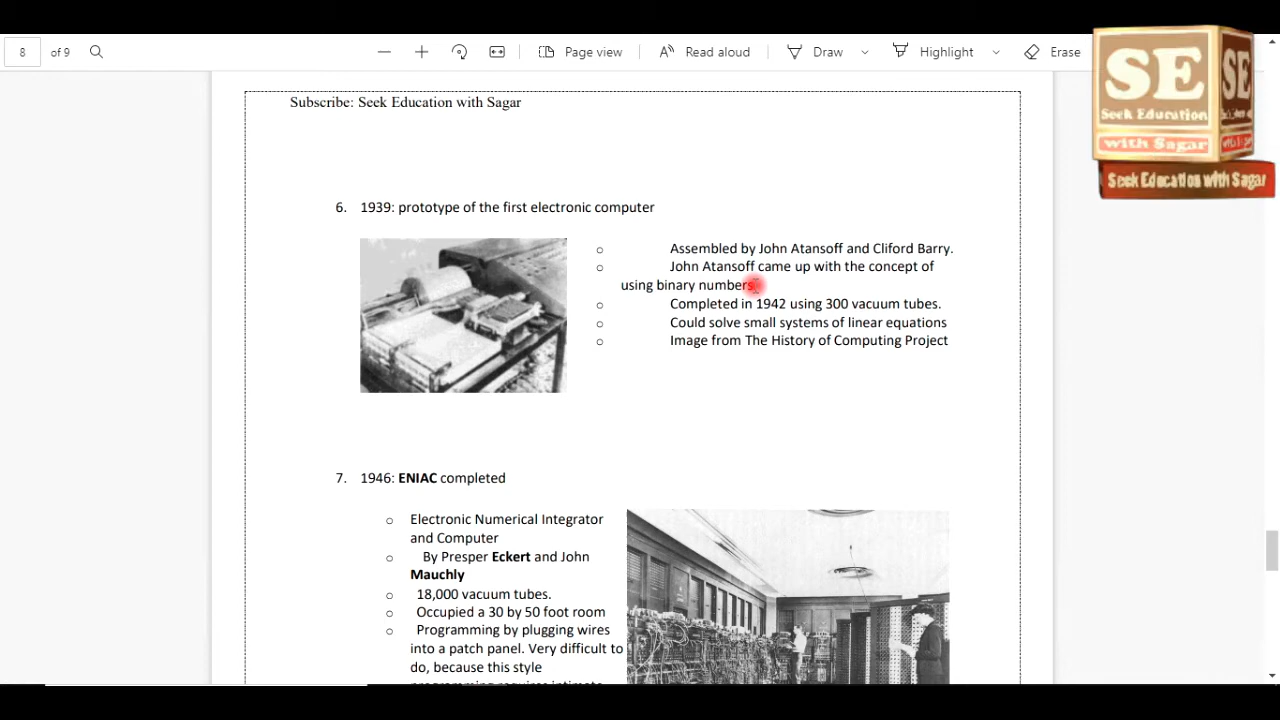 8 of 9
Page view
Read aloud
Draw
Highlight
Erase
SE
SE
Seek Education
with Sagar
Seek Education with Sagar
Subscribe: Seek Education with Sagar
6. 1939: prototype of the first electronic computer
○ Assembled by John Atansoff and Cliford Barry.
○ John Atansoff came up with the concept of
using binary numbers.
○ Completed in 1942 using 300 vacuum tubes.
○ Could solve small systems of linear equations
○ Image from The History of Computing Project
7. 1946: ENIAC completed
○ Electronic Numerical Integrator
and Computer
○ By Presper Eckert and John
Mauchly
○ 18,000 vacuum tubes.
○ Occupied a 30 by 50 foot room
○ Programming by plugging wires
into a patch panel. Very difficult to
do, because this style